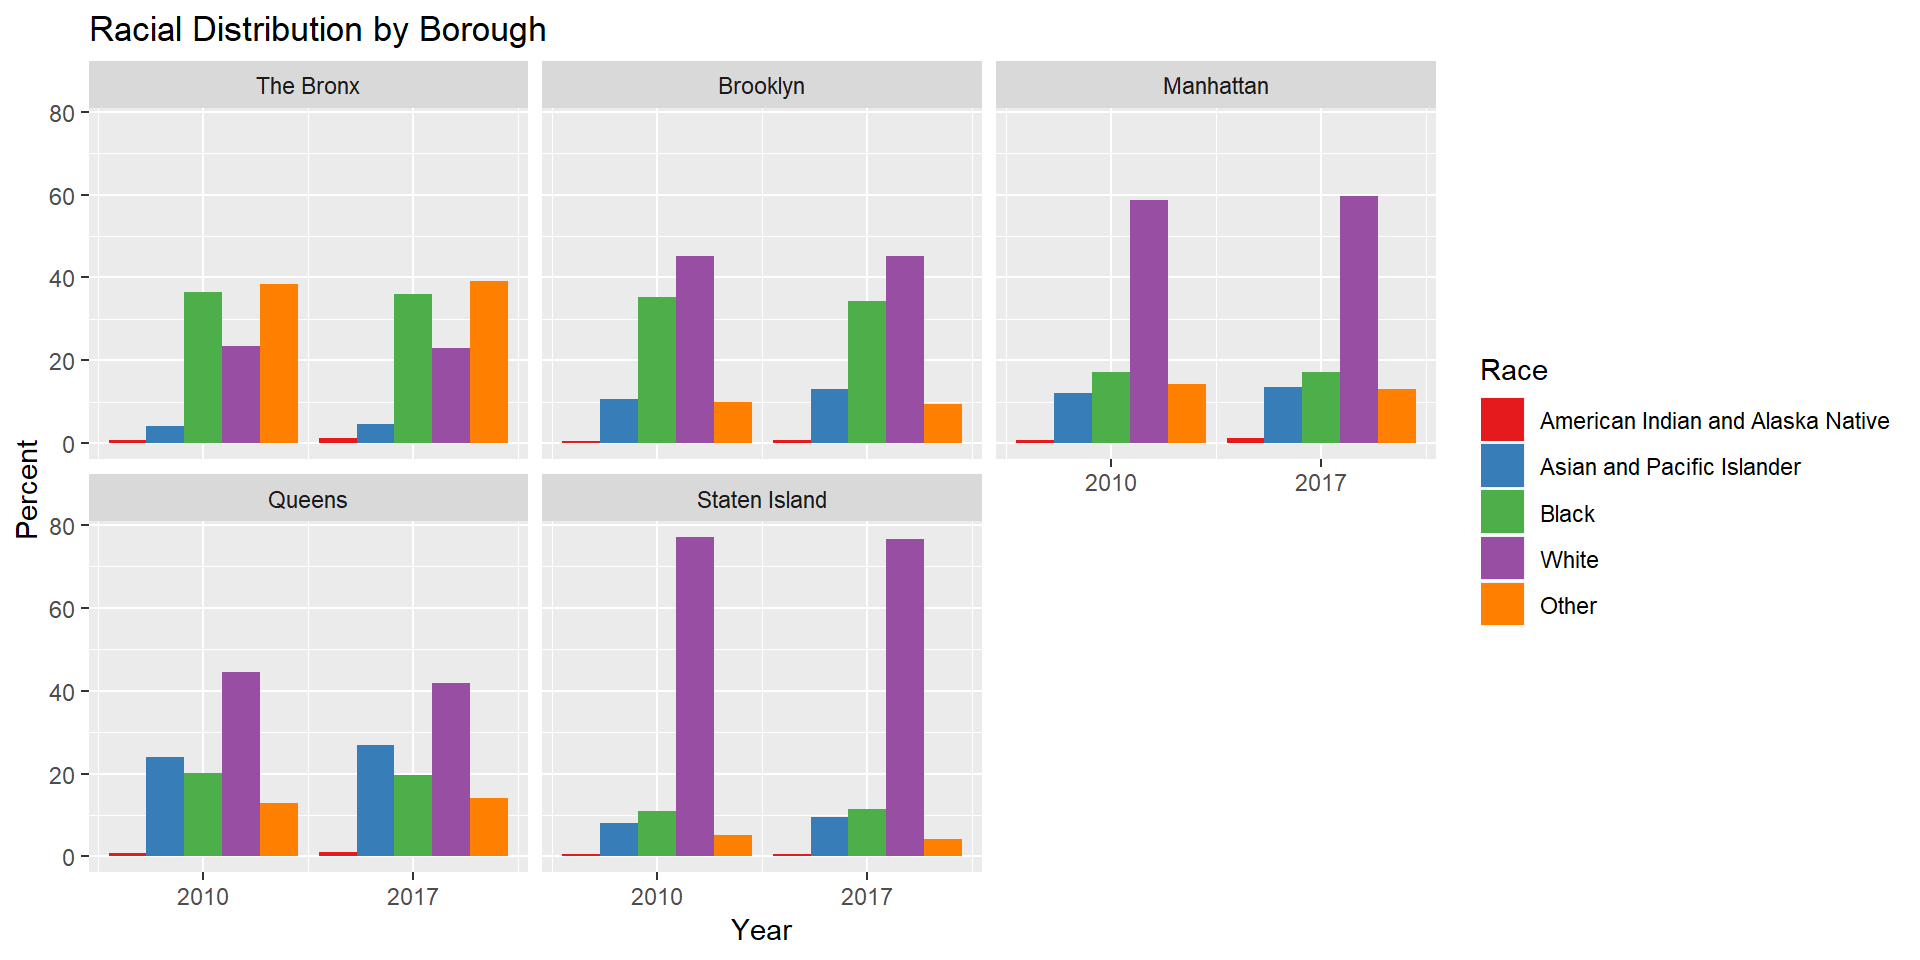 Racial Distribution by Borough
The Bronx
Brooklyn
Manhattan
80
60
40
20
0
2010
2017
Queens
Staten Island
80
60
40
20
0
2010
2017
2010
2017
Percent
Year
Race
American Indian and Alaska Native
Asian and Pacific Islander
Black
White
Other